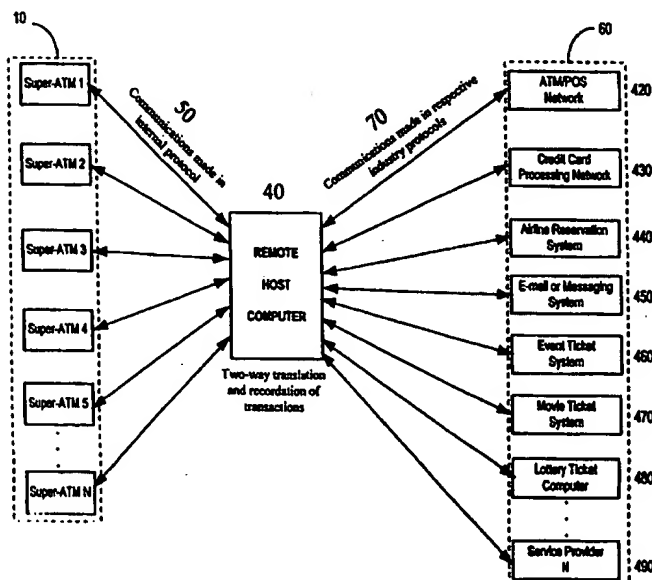 10
60
Super-ATM 1
Super-ATM 2
Super-ATM 3
Super-ATM 4
Super-ATM 5
Super-ATM N
50
Communications made in
internal protocol
70
Communications made in respective
industry protocols
40
REMOTE
HOST
COMPUTER
Two-way translation
and recordation of
transactions
ATM/POS
Network
420
Credit Card
Processing Network
430
Airline Reservation
System
440
E-mail or Messaging
System
450
Event Ticket
System
460
Movie Ticket
System
470
Lottery Ticket
Computer
480
Service Provider
N
490